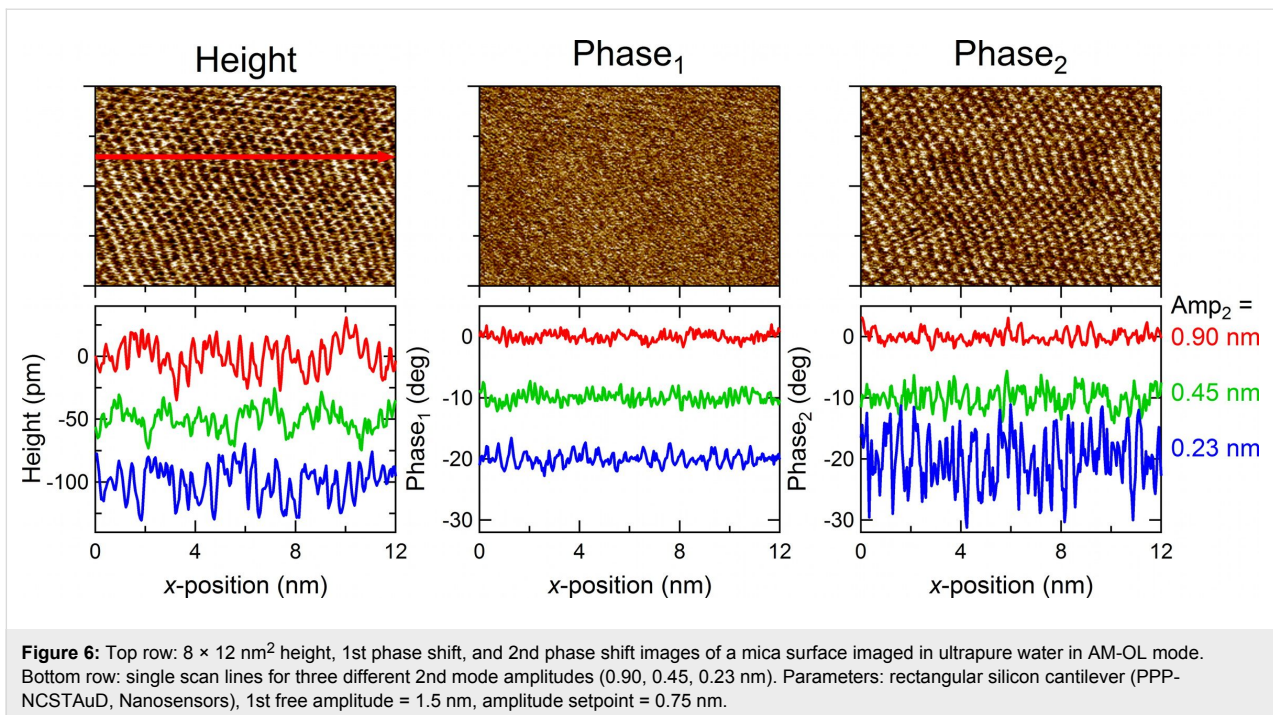 Height
Phase₁
Phase₂
0
-50
-100
Height (pm)
0
4
8
12
x-position (nm)
0
-10
-20
-30
Phase₁ (deg)
0
4
8
12
x-position (nm)
0
-10
-20
-30
Phase₂ (deg)
0
4
8
12
x-position (nm)
Amp₂ =
0.90 nm
0.45 nm
0.23 nm
Figure 6: Top row: 8 × 12 nm² height, 1st phase shift, and 2nd phase shift images of a mica surface imaged in ultrapure water in AM-OL mode.
Bottom row: single scan lines for three different 2nd mode amplitudes (0.90, 0.45, 0.23 nm). Parameters: rectangular silicon cantilever (PPP-
NCSTAuD, Nanosensors), 1st free amplitude = 1.5 nm, amplitude setpoint = 0.75 nm.